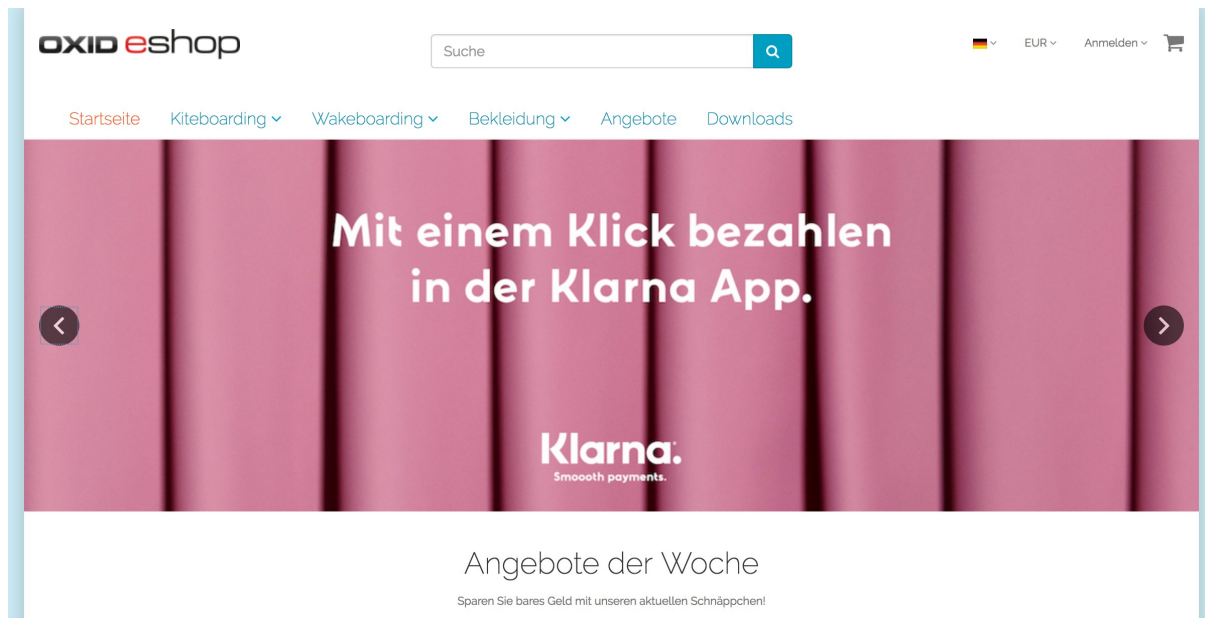 OXID eshop
Suche
EUR
Anmelden
Startseite
Kiteboarding
Wakeboarding
Bekleidung
Angebote
Downloads
Mit einem Klick bezahlen
in der Klarna App.
Klarna.
Smoooth payments.
Angebote der Woche
Sparen Sie bares Geld mit unseren aktuellen Schnäppchen!